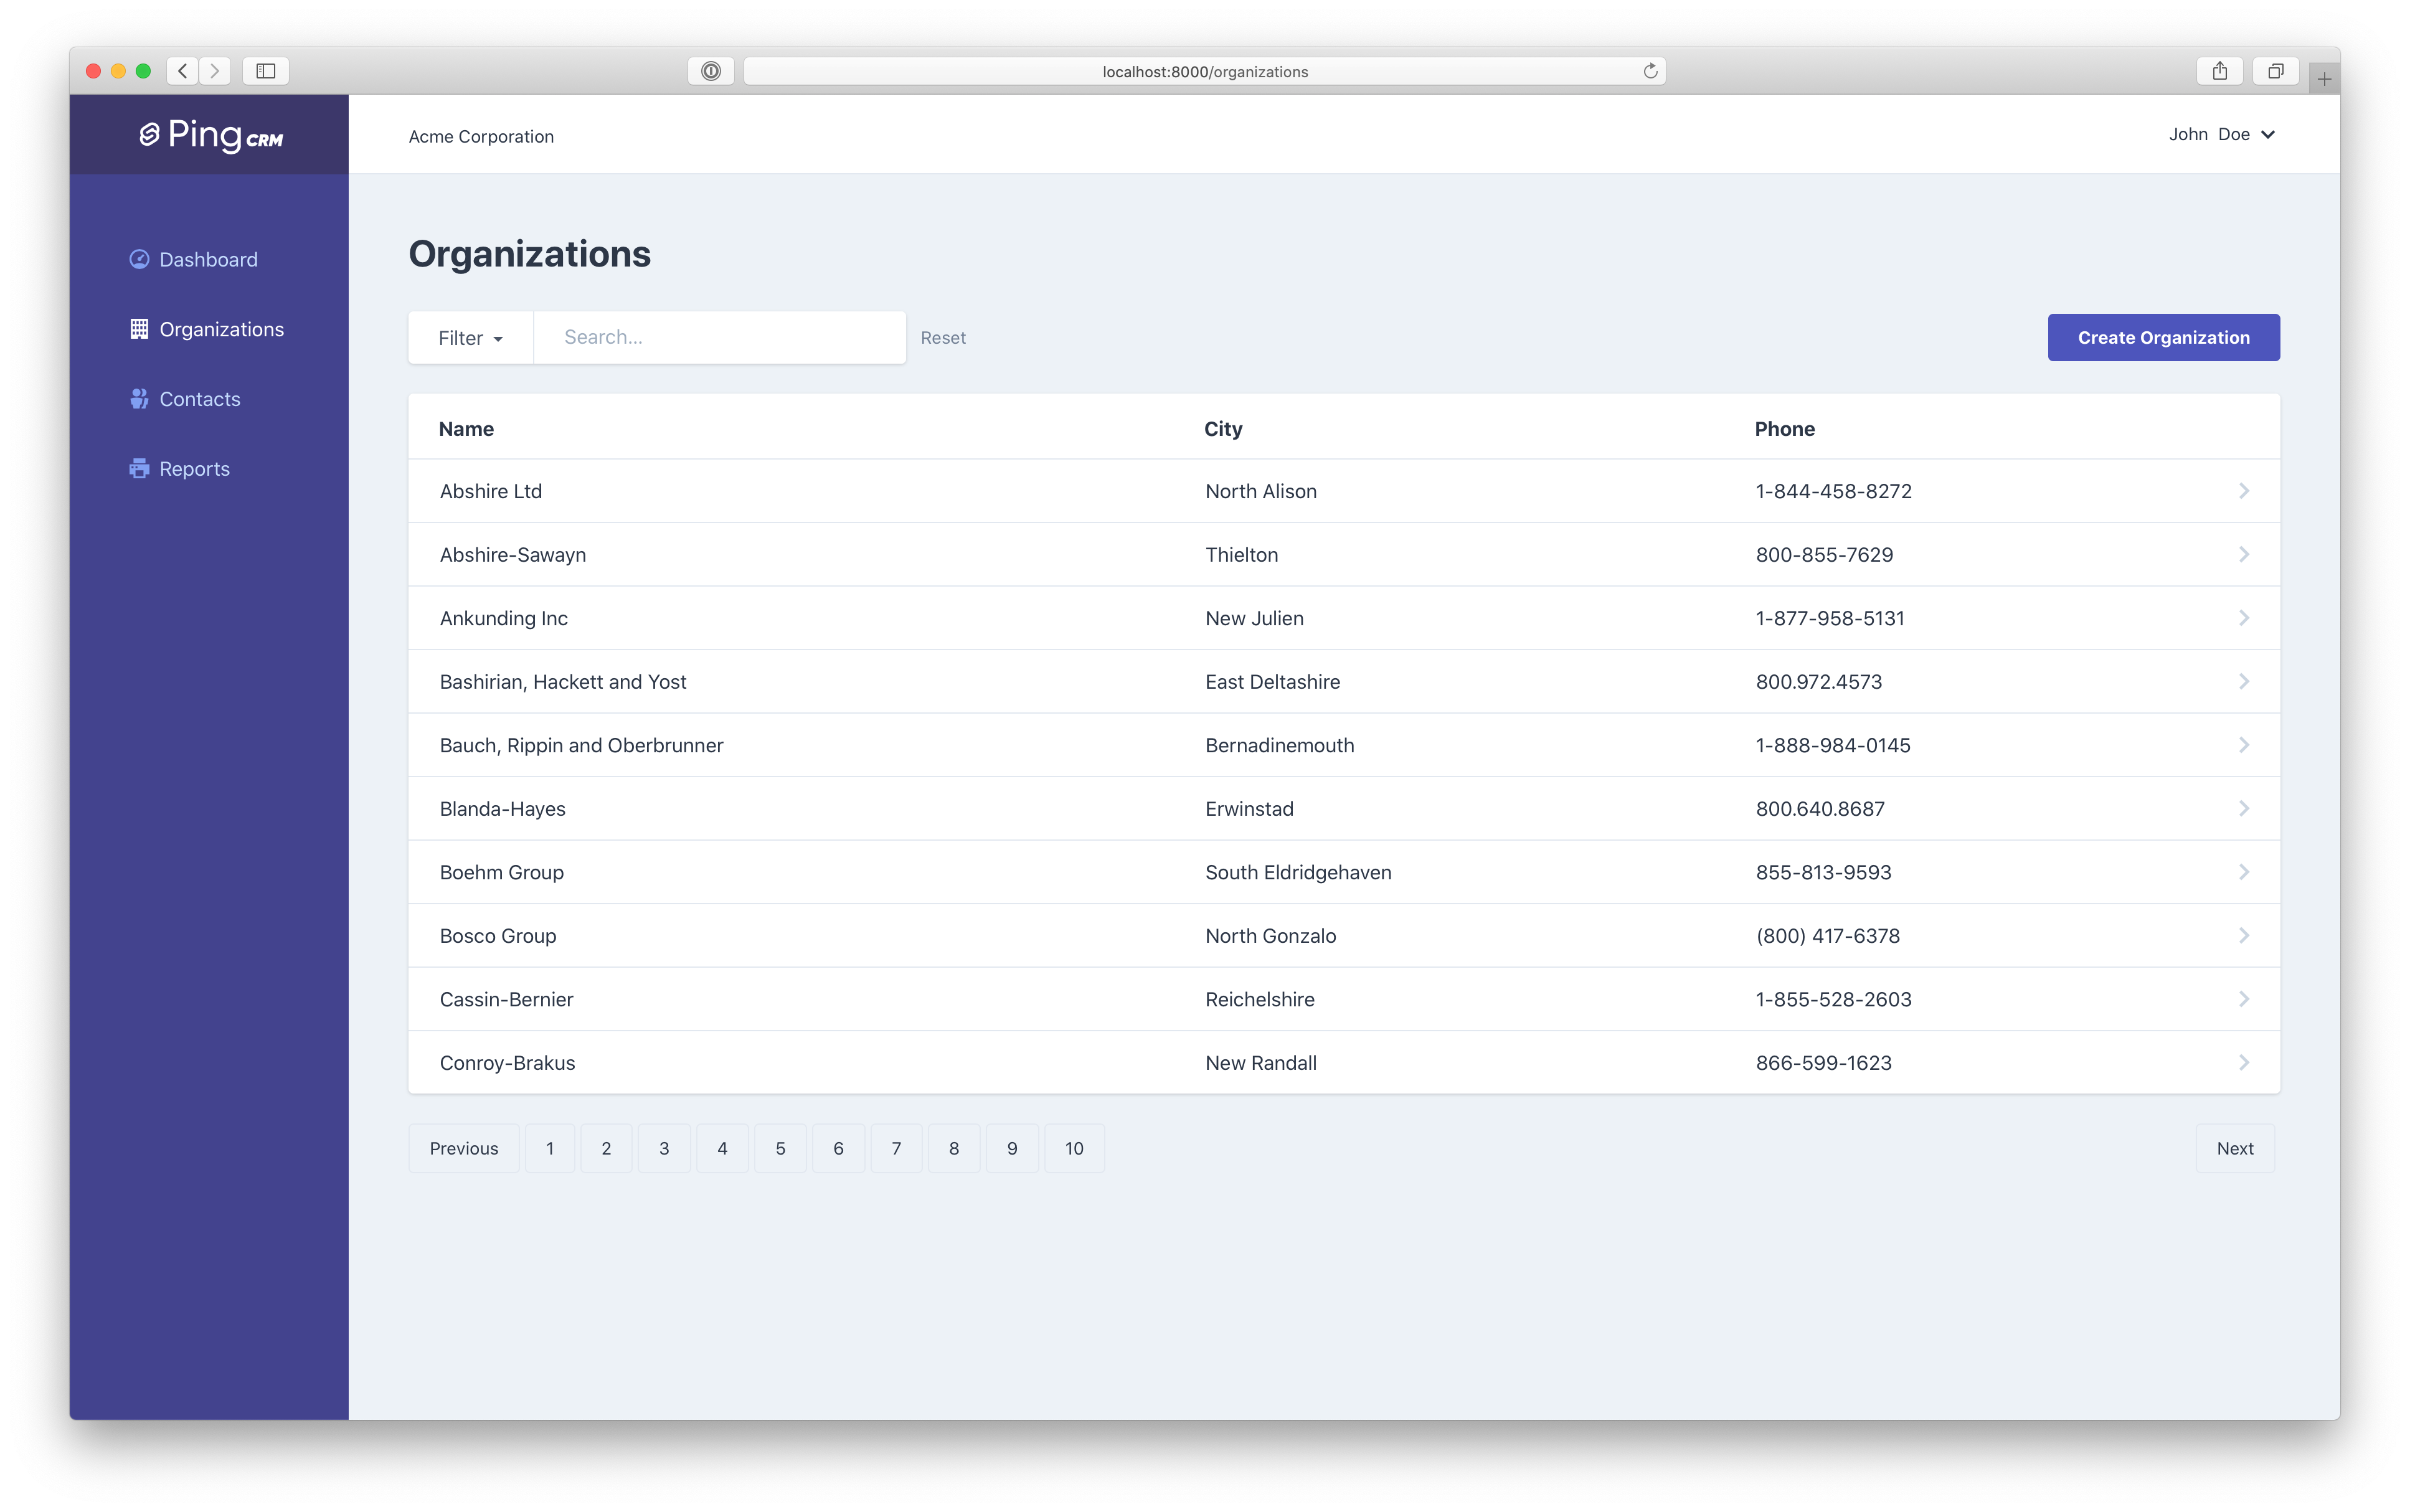 localhost:8000/organizations
Ping CRM
Acme Corporation
John Doe
Dashboard
Organizations
Contacts
Reports
Organizations
Filter Search... Reset Create Organization
Name City Phone
Abshire Ltd North Alison 1-844-458-8272
Abshire-Sawayn Thielton 800-855-7629
Ankunding Inc New Julien 1-877-958-5131
Bashirian, Hackett and Yost East Deltashire 800.972.4573
Bauch, Rippin and Oberbrunner Bernadinemouth 1-888-984-0145
Blanda-Hayes Erwinstad 800.640.8687
Boehm Group South Eldridgehaven 855-813-9593
Bosco Group North Gonzalo (800) 417-6378
Cassin-Bernier Reichelshire 1-855-528-2603
Conroy-Brakus New Randall 866-599-1623
Previous 1 2 3 4 5 6 7 8 9 10 Next